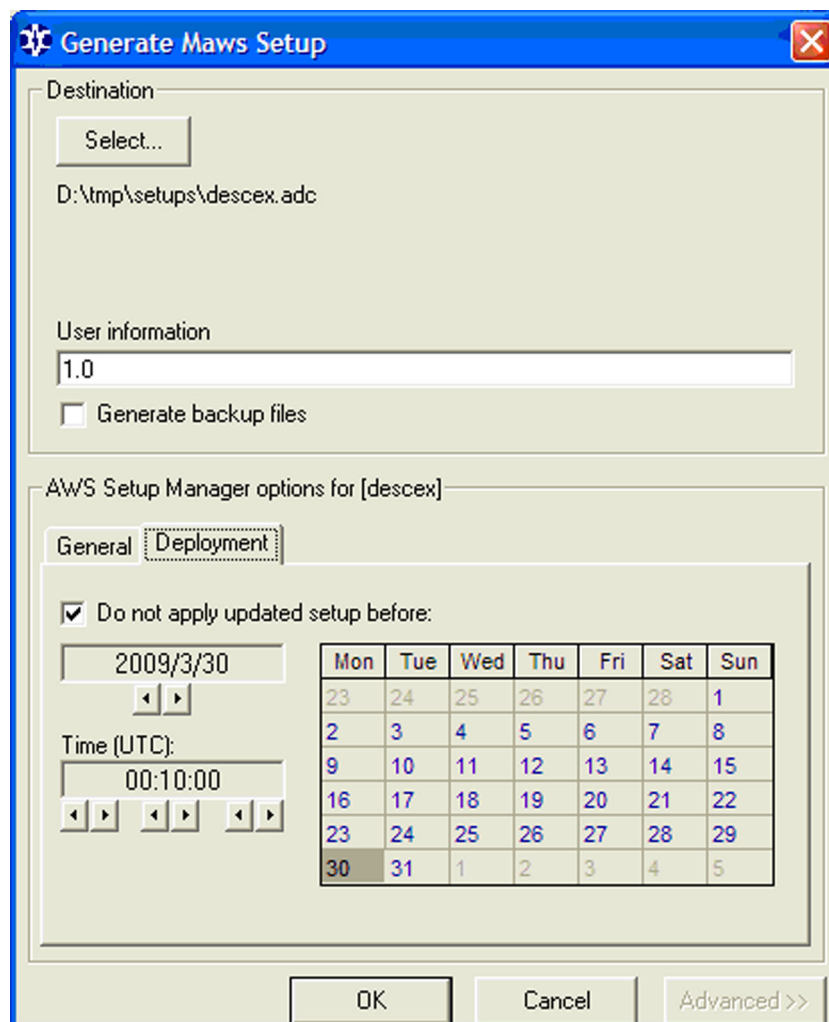 Generate Maws Setup
Destination
Select...
D:\tmp\setups\descex.adc
User information
1.0
Generate backup files
AWS Setup Manager options for [descex]
General Deployment
Do not apply updated setup before:
2009/3/30
Time (UTC):
00:10:00
Mon Tue Wed Thu Fri Sat Sun
23 24 25 26 27 28 1
2 3 4 5 6 7 8
9 10 11 12 13 14 15
16 17 18 19 20 21 22
23 24 25 26 27 28 29
30 31 1 2 3 4 5
OK Cancel Advanced >>